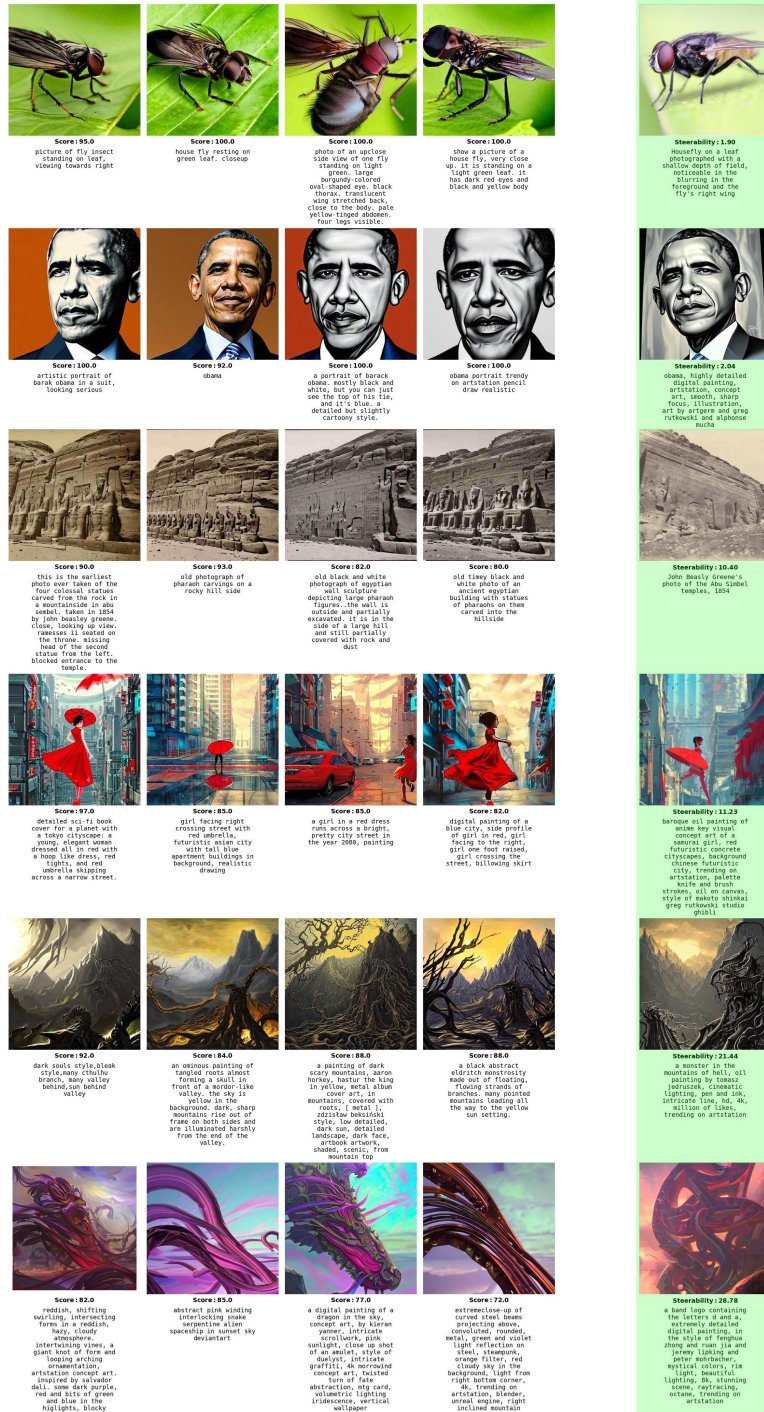 Score: 95.0
picture of fly insect
standing on leaf,
viewing towards right
Score: 100.0
house fly resting on
green leaf. closeup
Score: 100.0
photo of an upclose
side view of one fly
standing on light
green. large
burgundy-colored
oval-shaped eye. black
thorax. translucent
wing stretched back,
close to the body. pale
yellow-tinged abdomen.
four legs visible.
Score: 100.0
show a picture of a
house fly, very close
up. it is standing on a
light green leaf. it
has dark red eyes and
black and yellow body
Steerability: 1.90
Housefly on a leaf
photographed with a
shallow depth of field,
noticeable in the
blurring in the
foreground and the
fly's right wing
Score: 100.0
artistic portrait of
barak obama in a suit,
looking serious
Score: 92.0
obama
Score: 100.0
a portrait of barack
obama. mostly black and
white, but you can just
see the top of his tie,
and it's blue. a
detailed but slightly
cartoony style.
Score: 100.0
obama portrait trendy
on artstation pencil
draw realistic
Steerability: 2.04
obama, highly detailed
digital painting,
artstation, concept
art, smooth, sharp
focus, illustration,
art by artgerm and greg
rutkowski and alphonse
mucha
Score: 90.0
this is the earliest
photo ever taken of the
four colossal statues
carved from the rock in
a mountainside in abu
sembel. taken in 1854
by john beasley greene.
close, looking up view.
ramesses ii seated on
the throne. missing
head of the second
statue from the left.
blocked entrance to the
temple.
Score: 93.0
old photograph of
pharaoh carvings on a
rocky hill side
Score: 82.0
old black and white
photograph of egyptian
wall sculpture
depicting large pharaoh
figures..the wall is
outside and partially
excavated. it is in the
side of a large hill
and still partially
covered with rock and
dust
Score: 80.0
old timey black and
white photo of an
ancient egyptian
building with statues
of pharaohs on them
carved into the
hillside
Steerability: 10.40
John Beasly Greene's
photo of the Abu Simbel
temples, 1854
Score: 97.0
detailed sci-fi book
cover for a planet with
a tokyo cityscape: a
young, elegant woman
dressed all in red with
a hoop like dress, red
tights, and red
umbrella skipping
across a narrow street.
Score: 85.0
girl facing right
crossing street with
red umbrella,
futuristic asian city
with tall blue
apartment buildings in
background, realistic
drawing
Score: 85.0
a girl in a red dress
runs across a bright,
pretty city street in
the year 2080, painting
Score: 82.0
digital painting of a
blue city, side profile
of girl in red, girl
facing to the right,
girl one foot raised,
girl crossing the
street, billowing skirt
Steerability: 11.23
baroque oil painting of
anime key visual
concept art of a
samurai girl, red
futuristic concrete
cityscapes, background
chinese futuristic
city, trending on
artstation, palette
knife and brush
strokes, oil on canvas,
style of makoto shinkai
greg rutkowski studio
ghibli
Score: 92.0
dark souls style,bleak
style,many cthulhu
branch, many valley
behind,sun behind
valley
Score: 84.0
an ominous painting of
tangled roots almost
forming a skull in
front of a mordor-like
valley. the sky is
yellow in the
background. dark, sharp
mountains rise out of
frame on both sides and
are illuminated harshly
from the end of the
valley.
Score: 88.0
a painting of dark
scary mountains, aaron
horkey, hastur the king
in yellow, metal album
cover art, in
mountains, covered with
roots, [ metal ],
zdzisław beksiński
style, low detailed,
dark sun, detailed
landscape, dark face,
artbook artwork,
shaded, scenic, from
mountain top
Score: 88.0
a black abstract
eldritch monstrosity
made out of floating,
flowing strands of
branches. many pointed
mountains leading all
the way to the yellow
sun setting.
Steerability: 21.44
a monster in the
mountains of hell, oil
painting by tomasz
jedruszek, cinematic
lighting, pen and ink,
intricate line, hd, 4k,
million of likes,
trending on artstation
Score: 82.0
reddish, shifting
swirling, intersecting
forms in a reddish,
hazy, cloudy
atmosphere.
intertwining vines, a
giant knot of form and
looping arching
ornamentation,
artstation concept art.
inspired by salvador
dali. some dark purple,
red and bits of green
and blue in the
higlights, blocky
Score: 85.0
abstract pink winding
interlocking snake
serpentine alien
spaceship in sunset sky
deviantart
Score: 77.0
a digital painting of a
dragon in the sky,
concept art, by kieran
yanner, intricate
scrollwork, pink
sunlight, close up shot
of an amulet, style of
duelyst, intricate
graffiti, 4k morrowind
concept art, twisted
turn of fate
abstraction, mtg card,
volumetric lighting
iridescence, vertical
wallpaper
Score: 72.0
extremeclose-up of
curved steel beams
projecting above,
convoluted, rounded,
metal, green and violet
light reflection on
steel, steampunk,
orange filter, red
cloudy sky in the
background, light from
right bottom corner,
4k, trending on
artstation, blender,
unreal engine, right
inclined mountain
Steerability: 28.78
a band logo containing
the letters d and a,
extremely detailed
digital painting, in
the style of fenghua
zhong and ruan jia and
jeremy lipking and
peter mohrbacher,
mystical colors, rim
light, beautiful
lighting, 8k, stunning
scene, raytracing,
octane, trending on
artstation